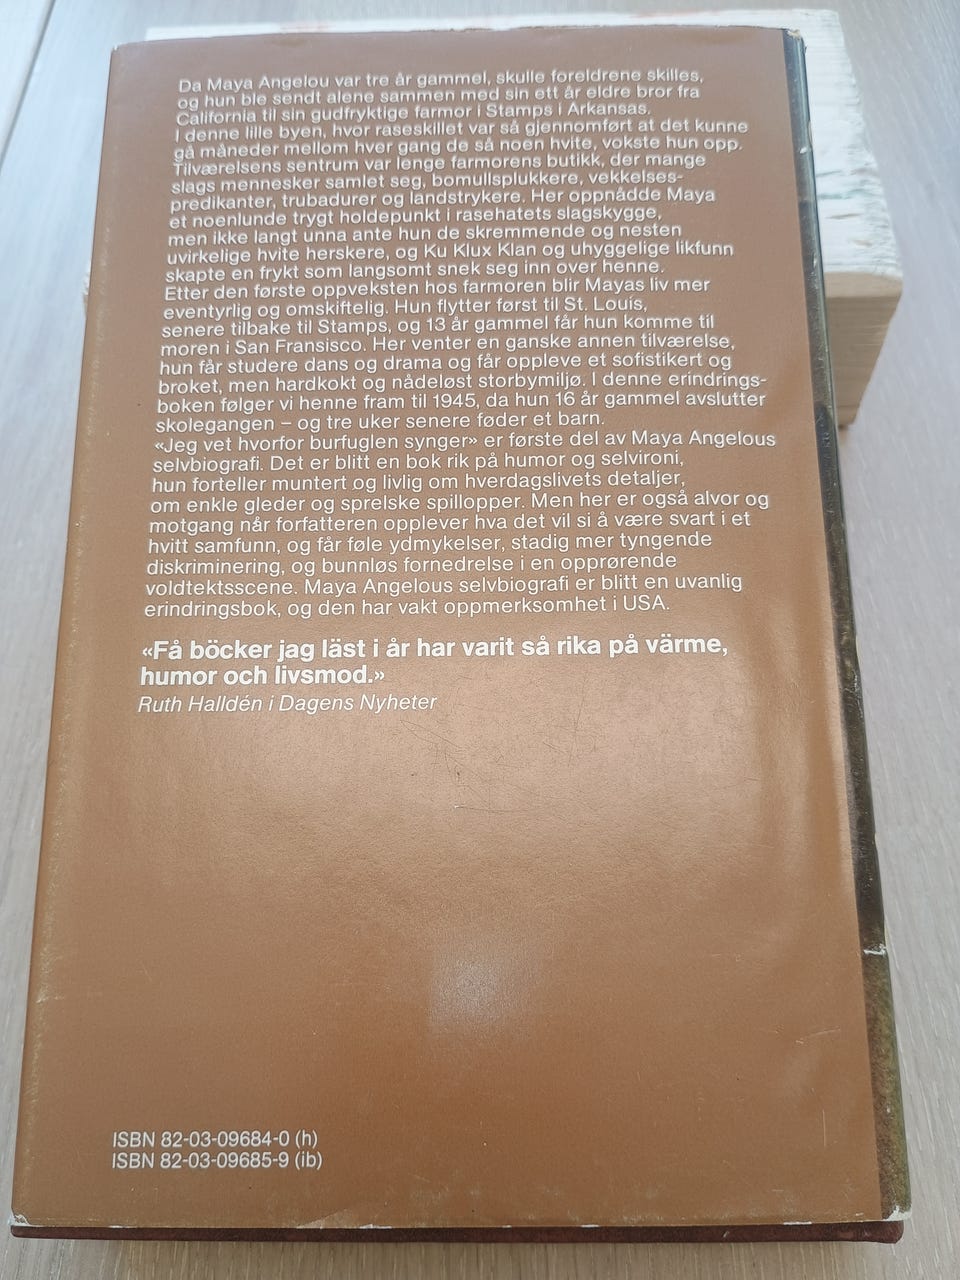 Da Maya Angelou var tre år gammel, skulle foreldrene skilles,
og hun ble sendt alene sammen med sin ett år eldre bror fra
California til sin gudfryktige farmor i Stamps i Arkansas.
I denne lille byen, hvor raseskillet var så gjennomført at det kunne
gå måneder mellom hver gang de så noen hvite, vokste hun opp.
Tilværelsens sentrum var lenge farmorens butikk, der mange
slags mennesker samlet seg, bomullsplukkere, vekkelses-
predikanter, trubadurer og landstrykere. Her oppnådde Maya
et noenlunde trygt holdepunkt i rasehatets slagskygge,
men ikke langt unna ante hun de skremmende og nesten
uvirkelige hvite herskere, og Ku Klux Klan og uhyggelige likfunn
skapte en frykt som langsomt snek seg inn over henne.
Etter den første oppveksten hos farmoren blir Mayas liv mer
eventyrlig og omskiftelig. Hun flytter først til St. Louis,
senere tilbake til Stamps, og 13 år gammel får hun komme til
moren i San Fransisco. Her venter en ganske annen tilværelse,
hun får studere dans og drama og får oppleve et sofistikert og
broket, men hardkokt og nådeløst storbymiljø. I denne erindrings-
boken følger vi henne fram til 1945, da hun 16 år gammel avslutter
skolegangen – og tre uker senere føder et barn.
«Jeg vet hvorfor burfuglen synger» er første del av Maya Angelous
selvbiografi. Det er blitt en bok rik på humor og selvironi,
hun forteller muntert og livlig om hverdagslivets detaljer,
om enkle gleder og sprelske spillopper. Men her er også alvor og
motgang når forfatteren opplever hva det vil si å være svart i et
hvitt samfunn, og får føle ydmykelser, stadig mer tyngende
diskriminering, og bunnløs fornedrelse i en opprørende
voldtektsscene. Maya Angelous selvbiografi er blitt en uvanlig
erindringsbok, og den har vakt oppmerksomhet i USA.
«Få böcker jag läst i år har varit så rika på värme,
humor och livsmod.»
Ruth Halldén i Dagens Nyheter
ISBN 82-03-09684-0 (h)
ISBN 82-03-09685-9 (ib)